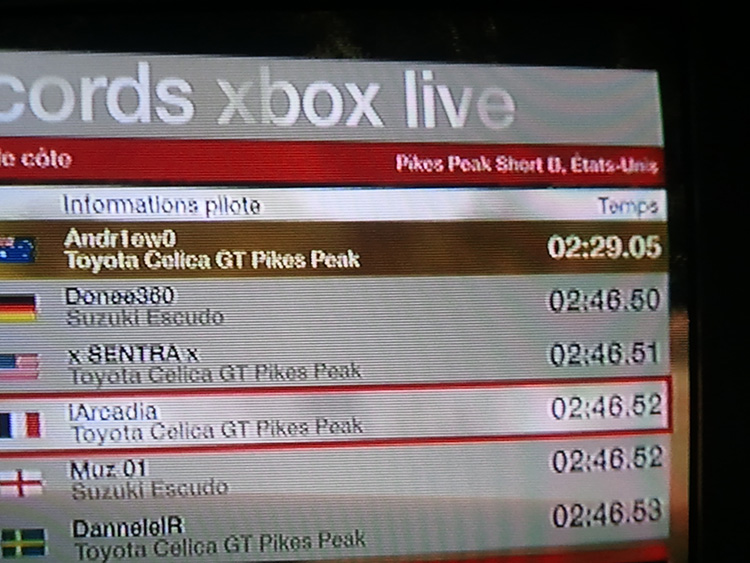 cords xbox live
le côte
Pikes Peak Short B, États-Unis
Informations pilote Temps
Andr1ew0 02:29.05
Toyota Celica GT Pikes Peak
Donee360 02:46.50
Suzuki Escudo
x SENTRA x 02:46.51
Toyota Celica GT Pikes Peak
lArcadia 02:46.52
Toyota Celica GT Pikes Peak
Muz 01 02:46.52
Suzuki Escudo
DannelelR 02:46.53
Toyota Celica GT Pikes Peak